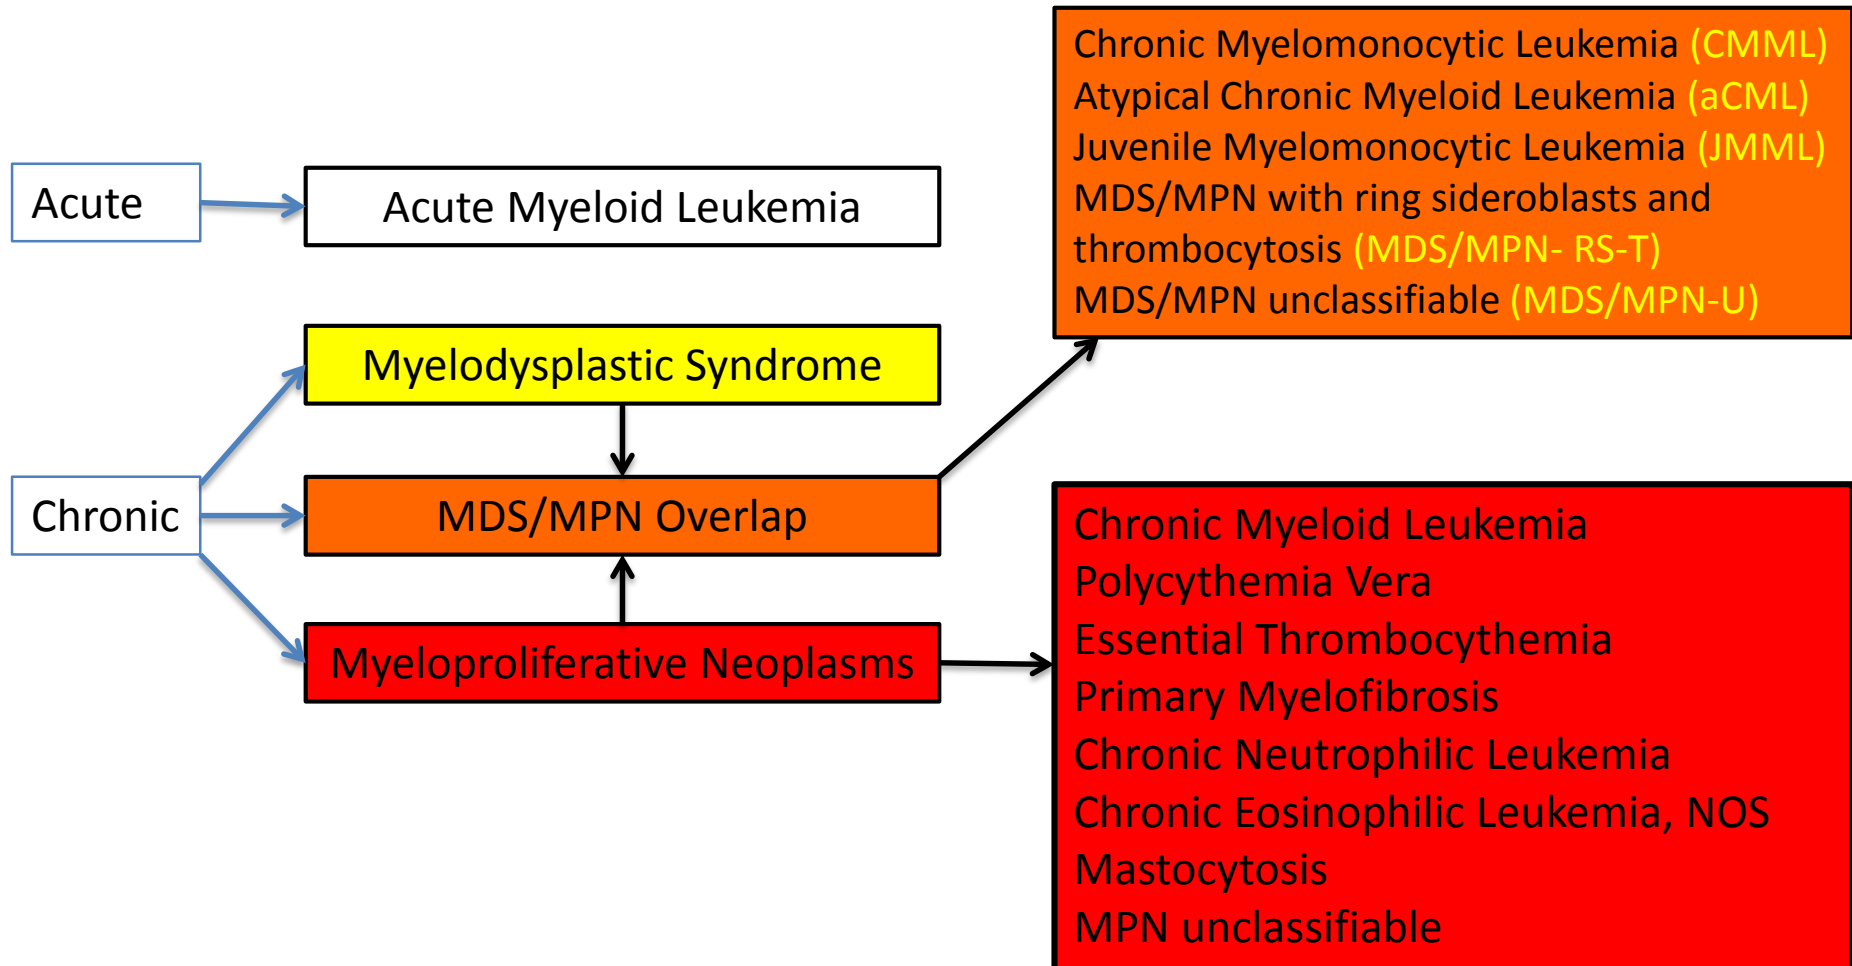 Acute
Acute Myeloid Leukemia
Chronic
Myelodysplastic Syndrome
MDS/MPN Overlap
Myeloproliferative Neoplasms
Chronic Myelomonocytic Leukemia (CMML)
Atypical Chronic Myeloid Leukemia (aCML)
Juvenile Myelomonocytic Leukemia (JMML)
MDS/MPN with ring sideroblasts and
thrombocytosis (MDS/MPN- RS-T)
MDS/MPN unclassifiable (MDS/MPN-U)
Chronic Myeloid Leukemia
Polycythemia Vera
Essential Thrombocythemia
Primary Myelofibrosis
Chronic Neutrophilic Leukemia
Chronic Eosinophilic Leukemia, NOS
Mastocytosis
MPN unclassifiable